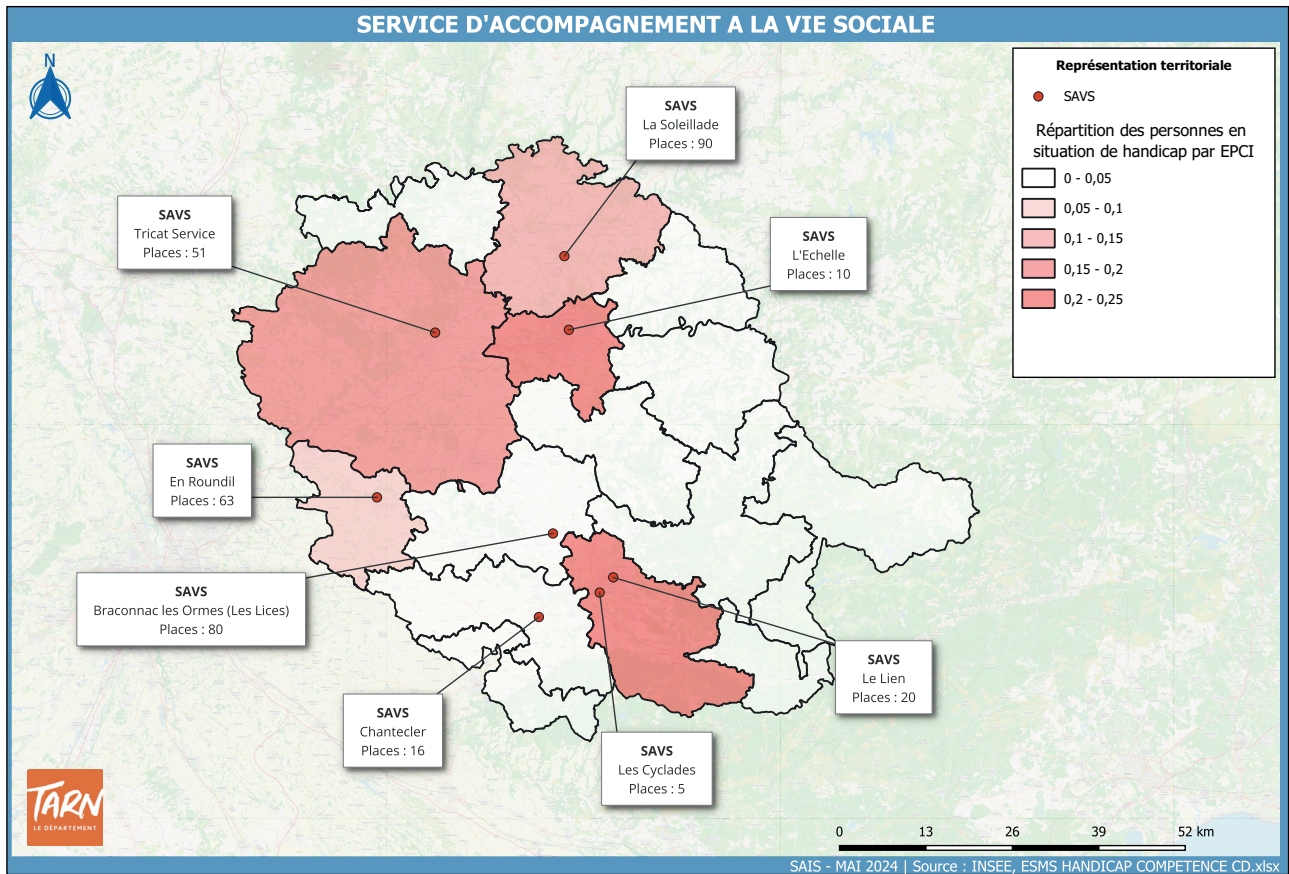 SERVICE D'ACCOMPAGNEMENT A LA VIE SOCIALE
N
Représentation territoriale
SAVS
Répartition des personnes en
situation de handicap par EPCI
0 - 0,05
0,05 - 0,1
0,1 - 0,15
0,15 - 0,2
0,2 - 0,25
SAVS
La Soleillade
Places : 90
SAVS
Tricat Service
Places : 51
SAVS
L'Echelle
Places : 10
SAVS
En Roundil
Places : 63
SAVS
Braconnac les Ormes (Les Lices)
Places : 80
SAVS
Le Lien
Places : 20
SAVS
Chantecler
Places : 16
SAVS
Les Cyclades
Places : 5
TARN
LE DÉPARTEMENT
0 13 26 39 52 km
SAIS - MAI 2024 | Source : INSEE, ESMS HANDICAP COMPETENCE CD.xlsx